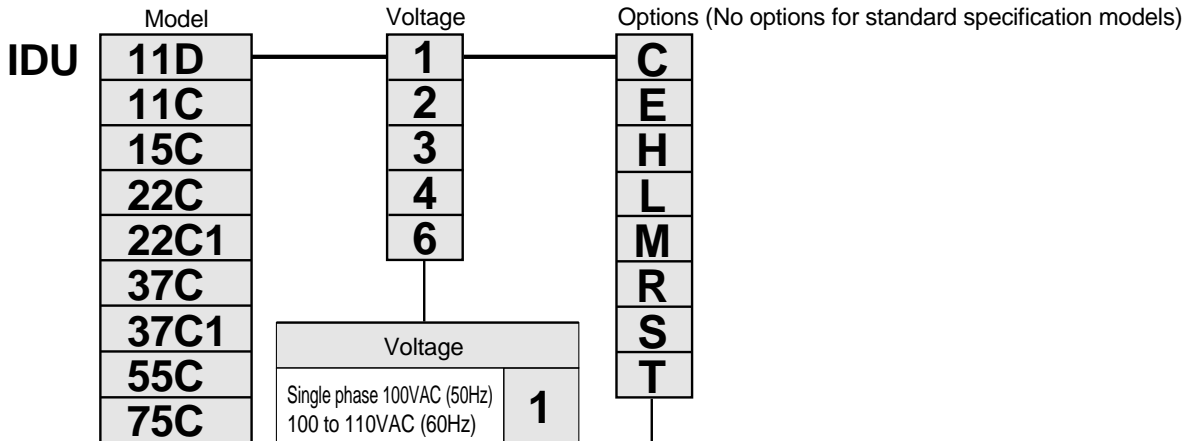 Model Voltage Options (No options for standard specification models)
IDU 11D 1 C
11C 2 E
15C 3 H
22C 4 L
22C1 6 M
37C R
37C1 S
Voltage
55C T
Single phase 100VAC (50Hz)
100 to 110VAC (60Hz) 1
75C